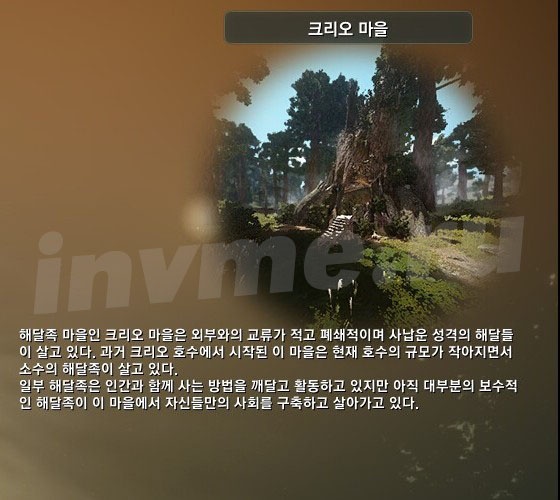 크리오 마을
해달족 마을인 크리오 마을은 외부와의 교류가 적고 폐쇄적이며 사납운 성격의 해달들
이 살고 있다. 과거 크리오 호수에서 시작된 이 마을은 현재 호수의 규모가 작아지면서
소수의 해달족이 살고 있다.
일부 해달족은 인간과 함께 사는 방법을 깨달고 활동하고 있지만 아직 대부분의 보수적
인 해달족이 이 마을에서 자신들만의 사회를 구축하고 살아가고 있다.